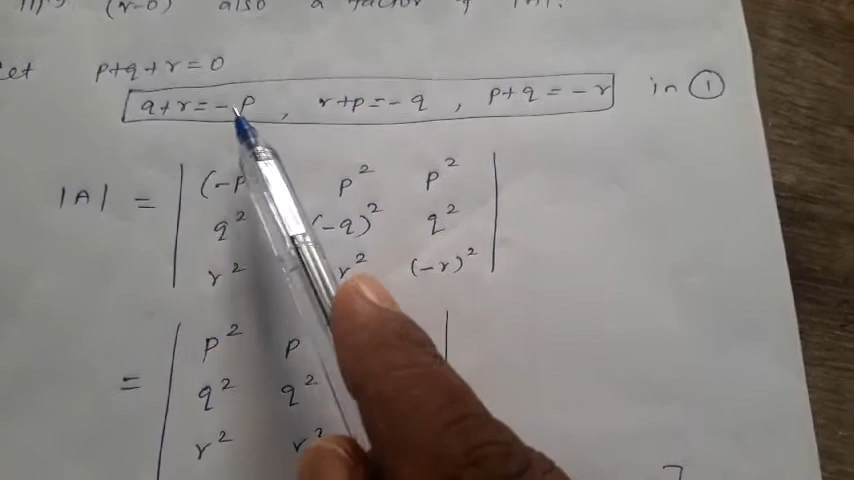 (r-0) also a factor of |A|.
Let p+q+r=0
q+r=-p , r+p=-q , p+q=-r in ①
|A| = | (-p p² p² |
q² (-q)² q²
r² r² (-r)²
= | p² p |
q² q²
r² r²